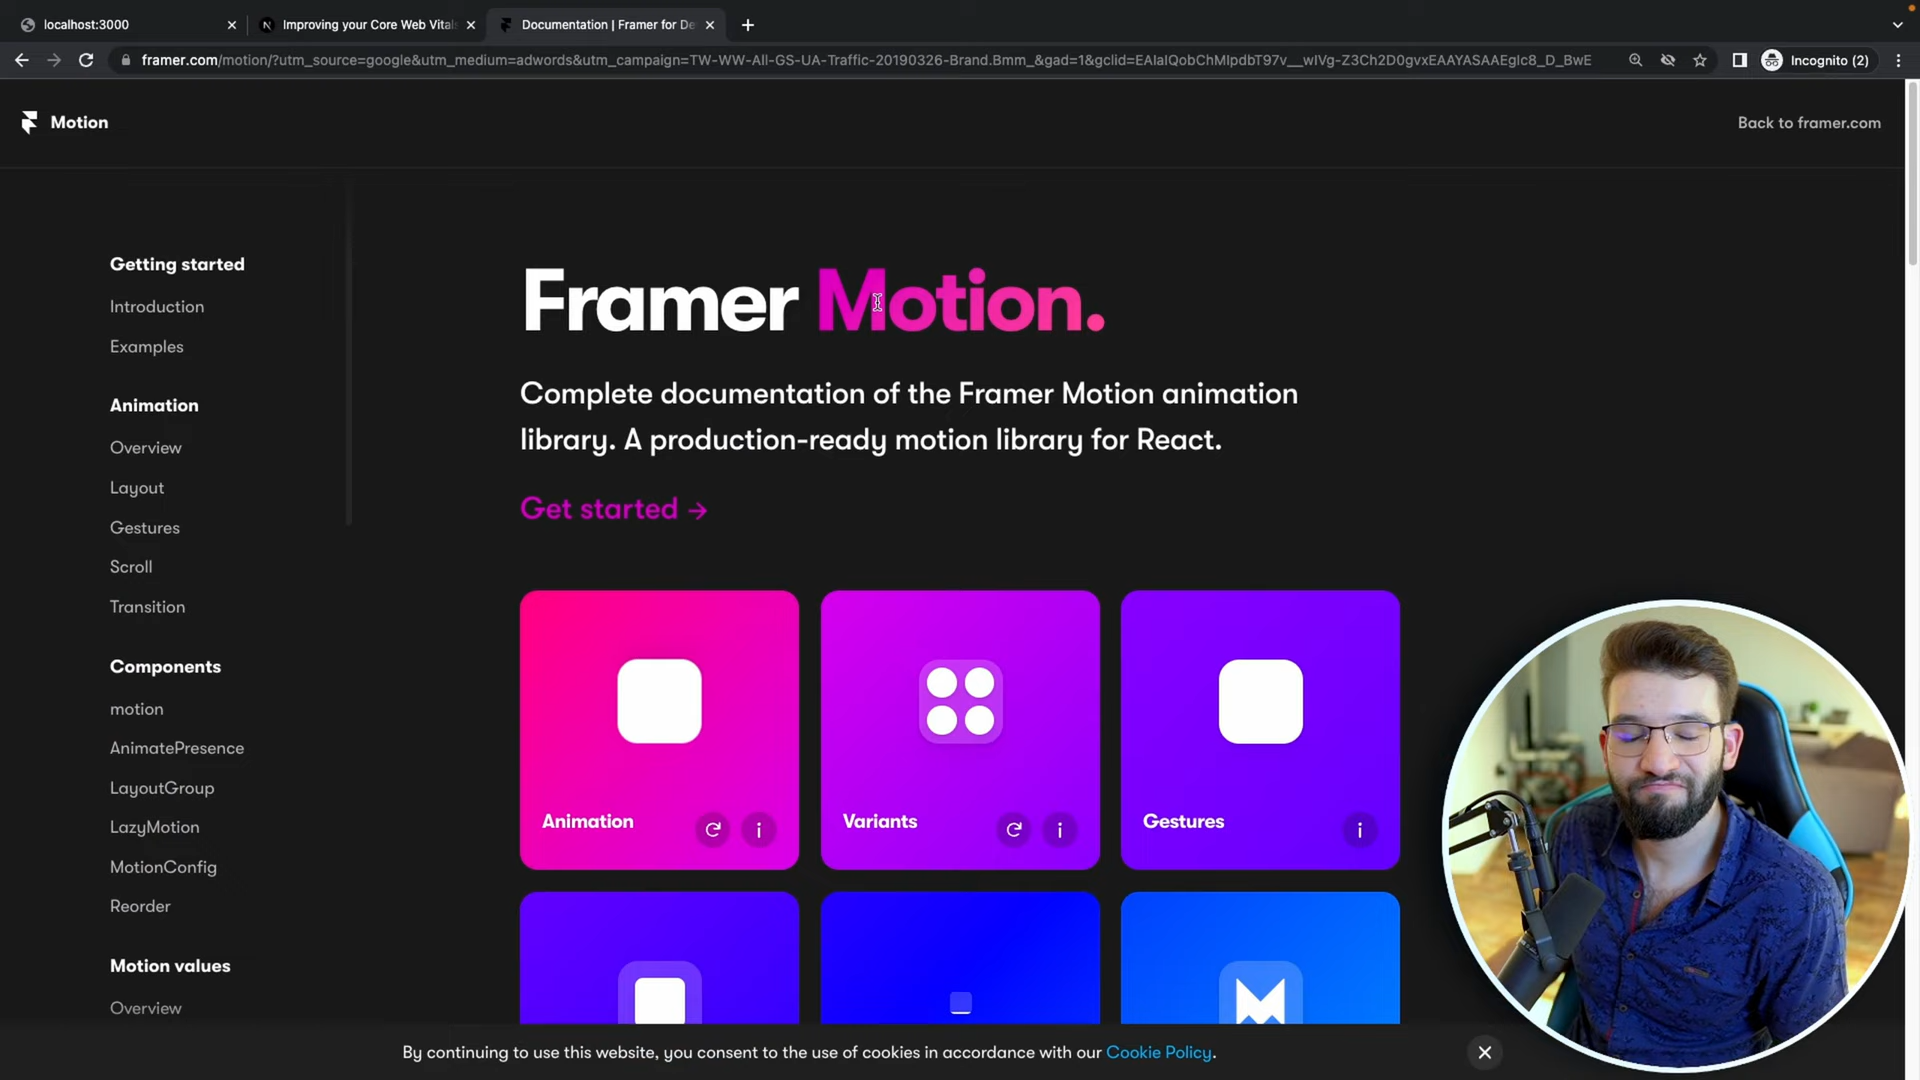 localhost:3000
Improving your Core Web Vitals
Documentation | Framer for De
framer.com/motion/?utm_source=google&utm_medium=adwords&utm_campaign=TW-WW-All-GS-UA-Traffic-20190326-Brand.Bmm_&gad=1&gclid=EAIaIQobChMIpdbT97v__wIVg-Z3Ch2D0gvxEAAYASAAEgIc8_D_BwE
Incognito (2)
Motion
Back to framer.com
Getting started
Introduction
Examples
Animation
Overview
Layout
Gestures
Scroll
Transition
Components
motion
AnimatePresence
LayoutGroup
LazyMotion
MotionConfig
Reorder
Motion values
Overview
Framer Motion.
Complete documentation of the Framer Motion animation
library. A production-ready motion library for React.
Get started →
Animation
Variants
Gestures
By continuing to use this website, you consent to the use of cookies in accordance with our Cookie Policy.